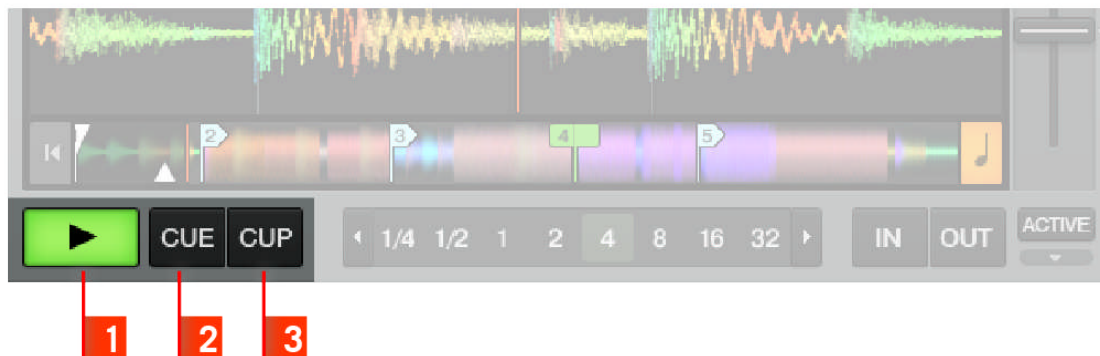 2 3 4 5
CUE CUP 1/4 1/2 1 2 4 8 16 32 IN OUT ACTIVE
1 2 3